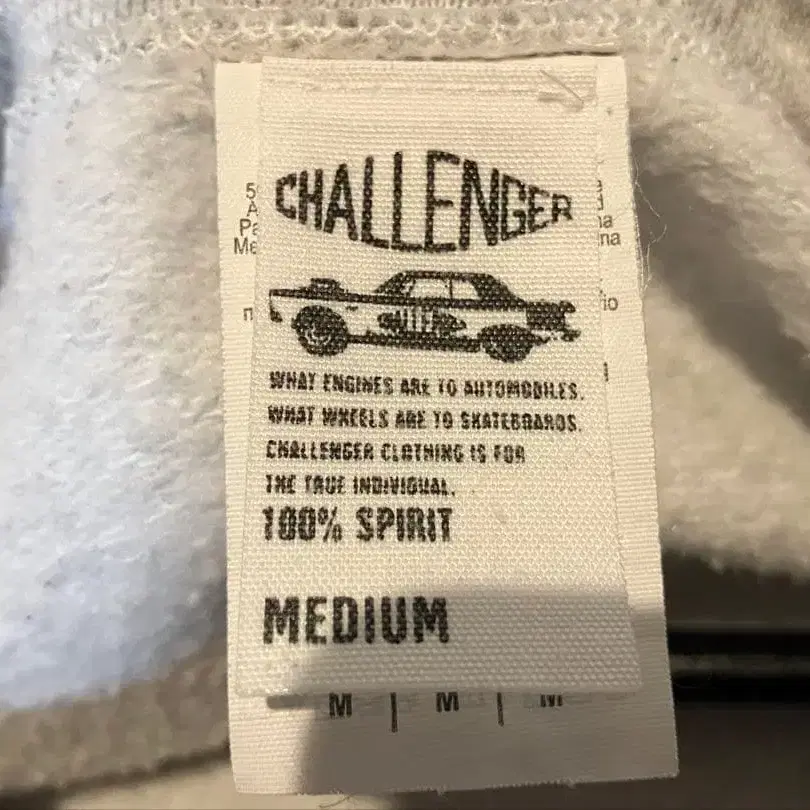 CHALLENGER
WHAT ENGINES ARE TO AUTOMOBILES.
WHAT WHEELS ARE TO SKATEBOARDS.
CHALLENGER CLOTHING IS FOR
THE TRUE INDIVIDUAL.
100% SPIRIT
MEDIUM
M | M | M